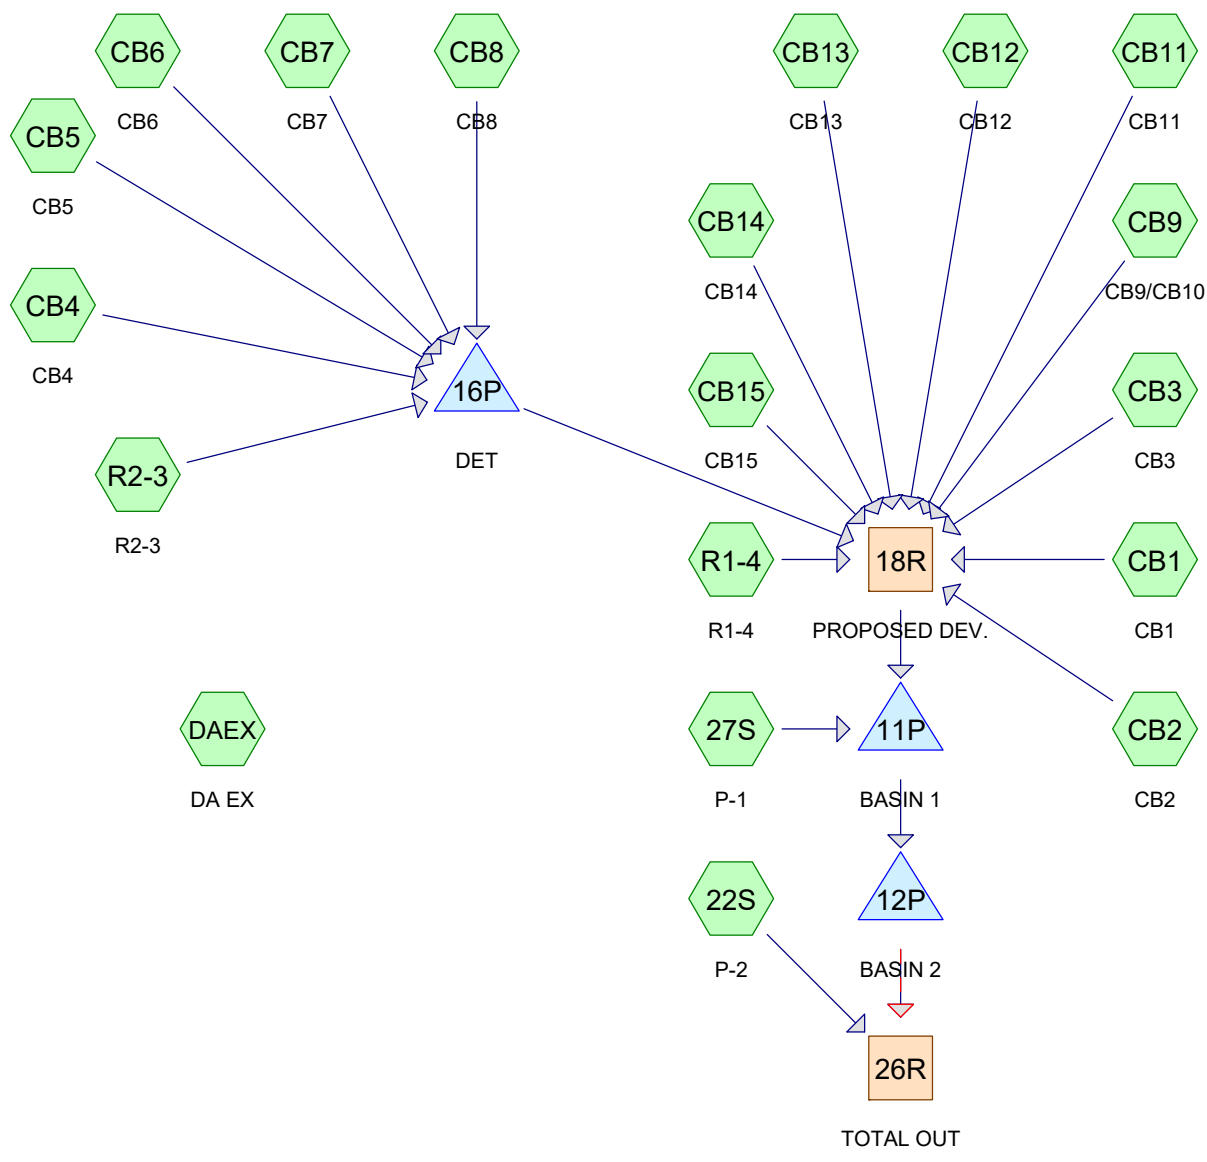 CB6
CB7
CB8
CB13
CB12
CB11
CB6
CB7
CB8
CB13
CB12
CB11
CB5
CB5
CB14
CB9
CB14
CB9/CB10
CB4
CB4
16P
DET
CB15
CB3
CB15
CB3
R2-3
R2-3
R1-4
18R
CB1
R1-4
PROPOSED DEV.
CB1
DAEX
27S
11P
CB2
DA EX
P-1
BASIN 1
CB2
22S
12P
P-2
BASIN 2
26R
TOTAL OUT